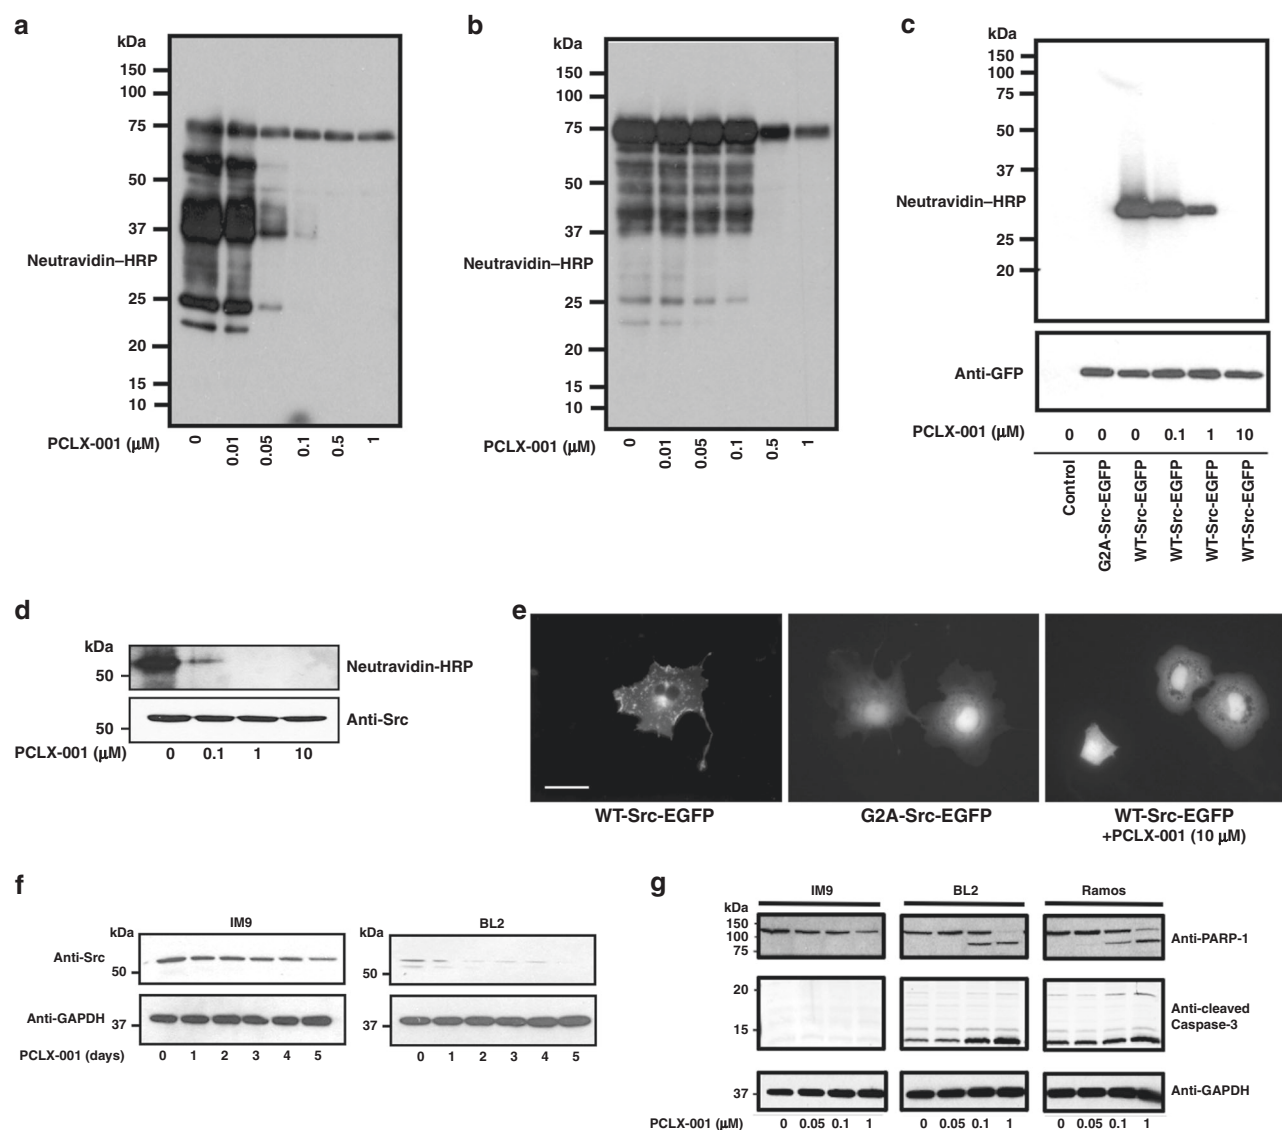 a
kDa
150
100
75
50
37
Neutravidin–HRP
25
20
15
10
PCLX-001 (µM)
0
0.01
0.05
0.1
0.5
1
b
kDa
150
100
75
50
37
Neutravidin–HRP
25
20
15
10
PCLX-001 (µM)
0
0.01
0.05
0.1
0.5
1
c
kDa
150
100
75
50
37
Neutravidin–HRP
25
20
Anti-GFP
PCLX-001 (µM) 0 0 0 0.1 1 10
Control
G2A-Src-EGFP
WT-Src-EGFP
WT-Src-EGFP
WT-Src-EGFP
WT-Src-EGFP
d
kDa
50
Neutravidin-HRP
50
Anti-Src
PCLX-001 (µM) 0 0.1 1 10
e
WT-Src-EGFP
G2A-Src-EGFP
WT-Src-EGFP
+PCLX-001 (10 µM)
f
IM9
BL2
kDa
kDa
Anti-Src
50
50
Anti-GAPDH
37
37
PCLX-001 (days) 0 1 2 3 4 5
0 1 2 3 4 5
g
IM9
BL2
Ramos
kDa
150
100
75
Anti-PARP-1
20
15
Anti-cleaved
Caspase-3
37
Anti-GAPDH
PCLX-001 (µM) 0 0.05 0.1 1
0 0.05 0.1 1
0 0.05 0.1 1